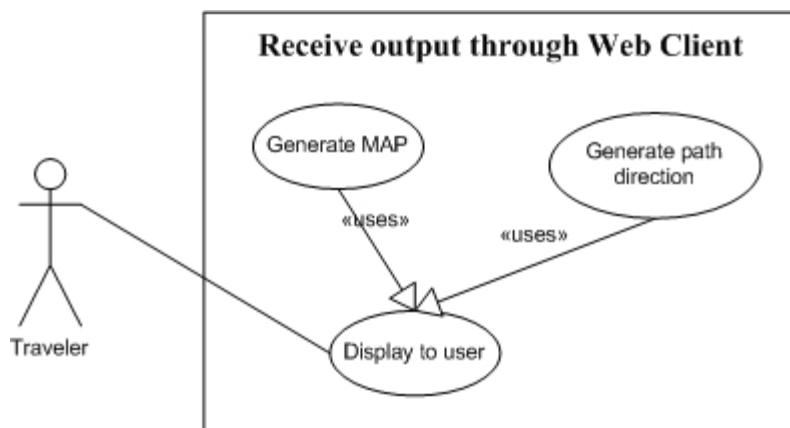 Receive output through Web Client
Generate MAP
Generate path
direction
«uses»
«uses»
Traveler
Display to user